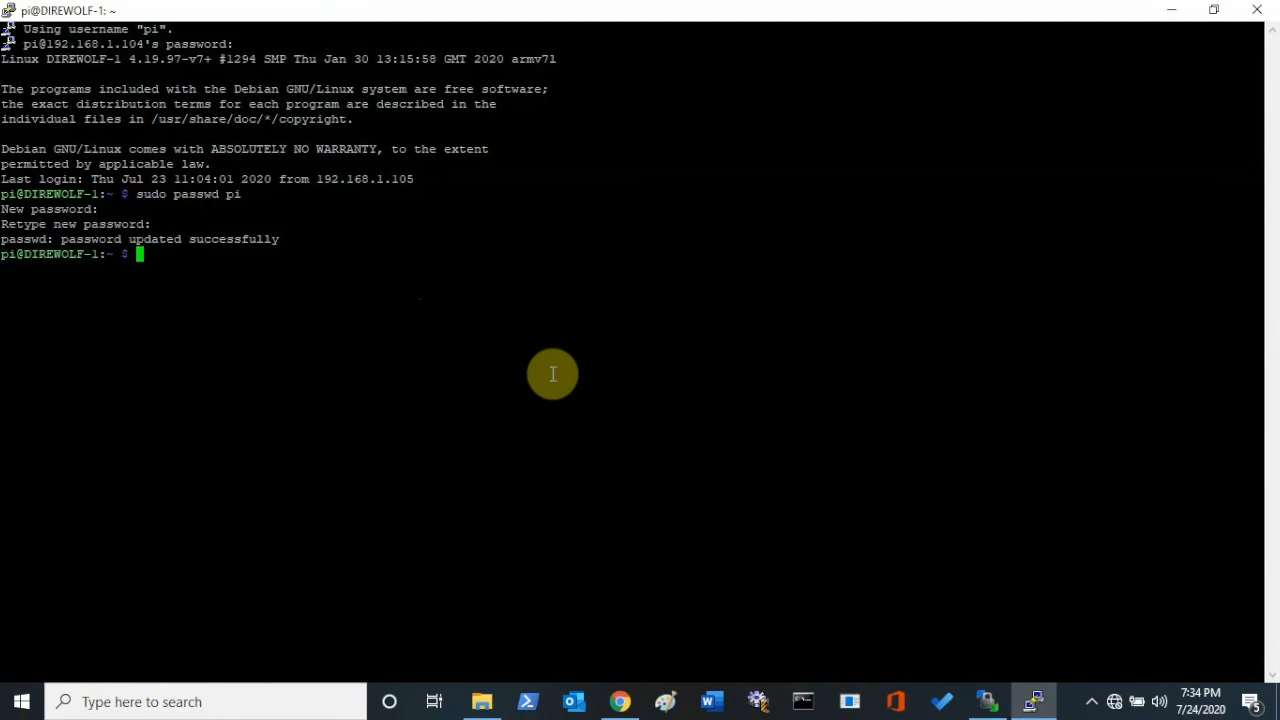 pi@DIREWOLF-1: ~
Using username "pi".
pi@192.168.1.104's password:
Linux DIREWOLF-1 4.19.97-v7+ #1294 SMP Thu Jan 30 13:15:58 GMT 2020 armv7l
The programs included with the Debian GNU/Linux system are free software;
the exact distribution terms for each program are described in the
individual files in /usr/share/doc/*/copyright.
Debian GNU/Linux comes with ABSOLUTELY NO WARRANTY, to the extent
permitted by applicable law.
Last login: Thu Jul 23 11:04:01 2020 from 192.168.1.105
pi@DIREWOLF-1:~ $ sudo passwd pi
New password:
Retype new password:
passwd: password updated successfully
pi@DIREWOLF-1:~ $
Type here to search
7:34 PM
7/24/2020
5